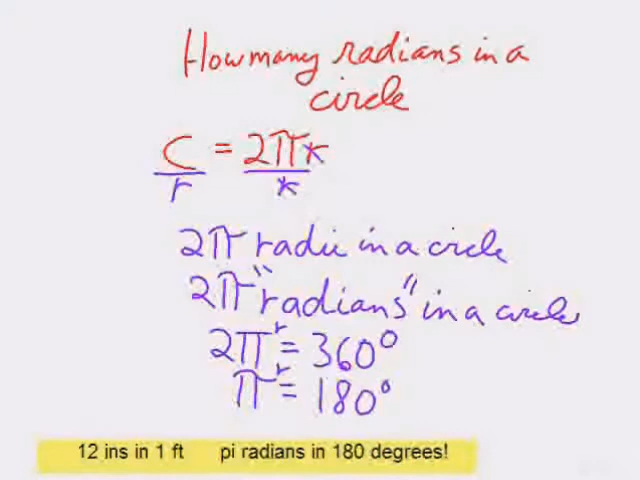 How many radians in a
circle
C = 2πr
r r
2π radii in a circle
2π "radians" in a circle
2π^r = 360°
π^r = 180°
12 ins in 1 ft pi radians in 180 degrees!